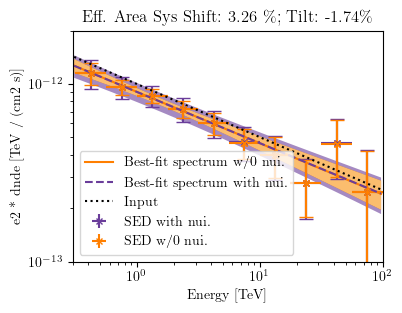 Eff. Area Sys Shift: 3.26 %; Tilt: -1.74%
e2 * dnde [TeV / (cm2 s)]
10−12
10−13
Best-fit spectrum w/0 nui.
Best-fit spectrum with nui.
Input
SED with nui.
SED w/0 nui.
100 101 102
Energy [TeV]